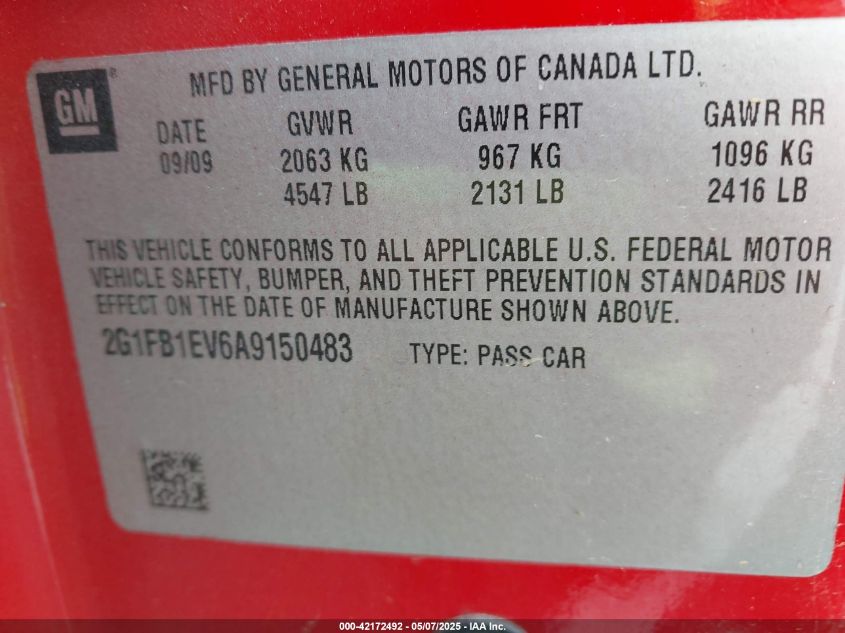 GM®
MFD BY GENERAL MOTORS OF CANADA LTD.
DATE GVWR GAWR FRT GAWR RR
09/09 2063 KG 967 KG 1096 KG
4547 LB 2131 LB 2416 LB
THIS VEHICLE CONFORMS TO ALL APPLICABLE U.S. FEDERAL MOTOR
VEHICLE SAFETY, BUMPER, AND THEFT PREVENTION STANDARDS IN
EFFECT ON THE DATE OF MANUFACTURE SHOWN ABOVE.
2G1FB1EV6A9150483 TYPE: PASS CAR
000-42172492 - 05/07/2025 - IAA Inc.